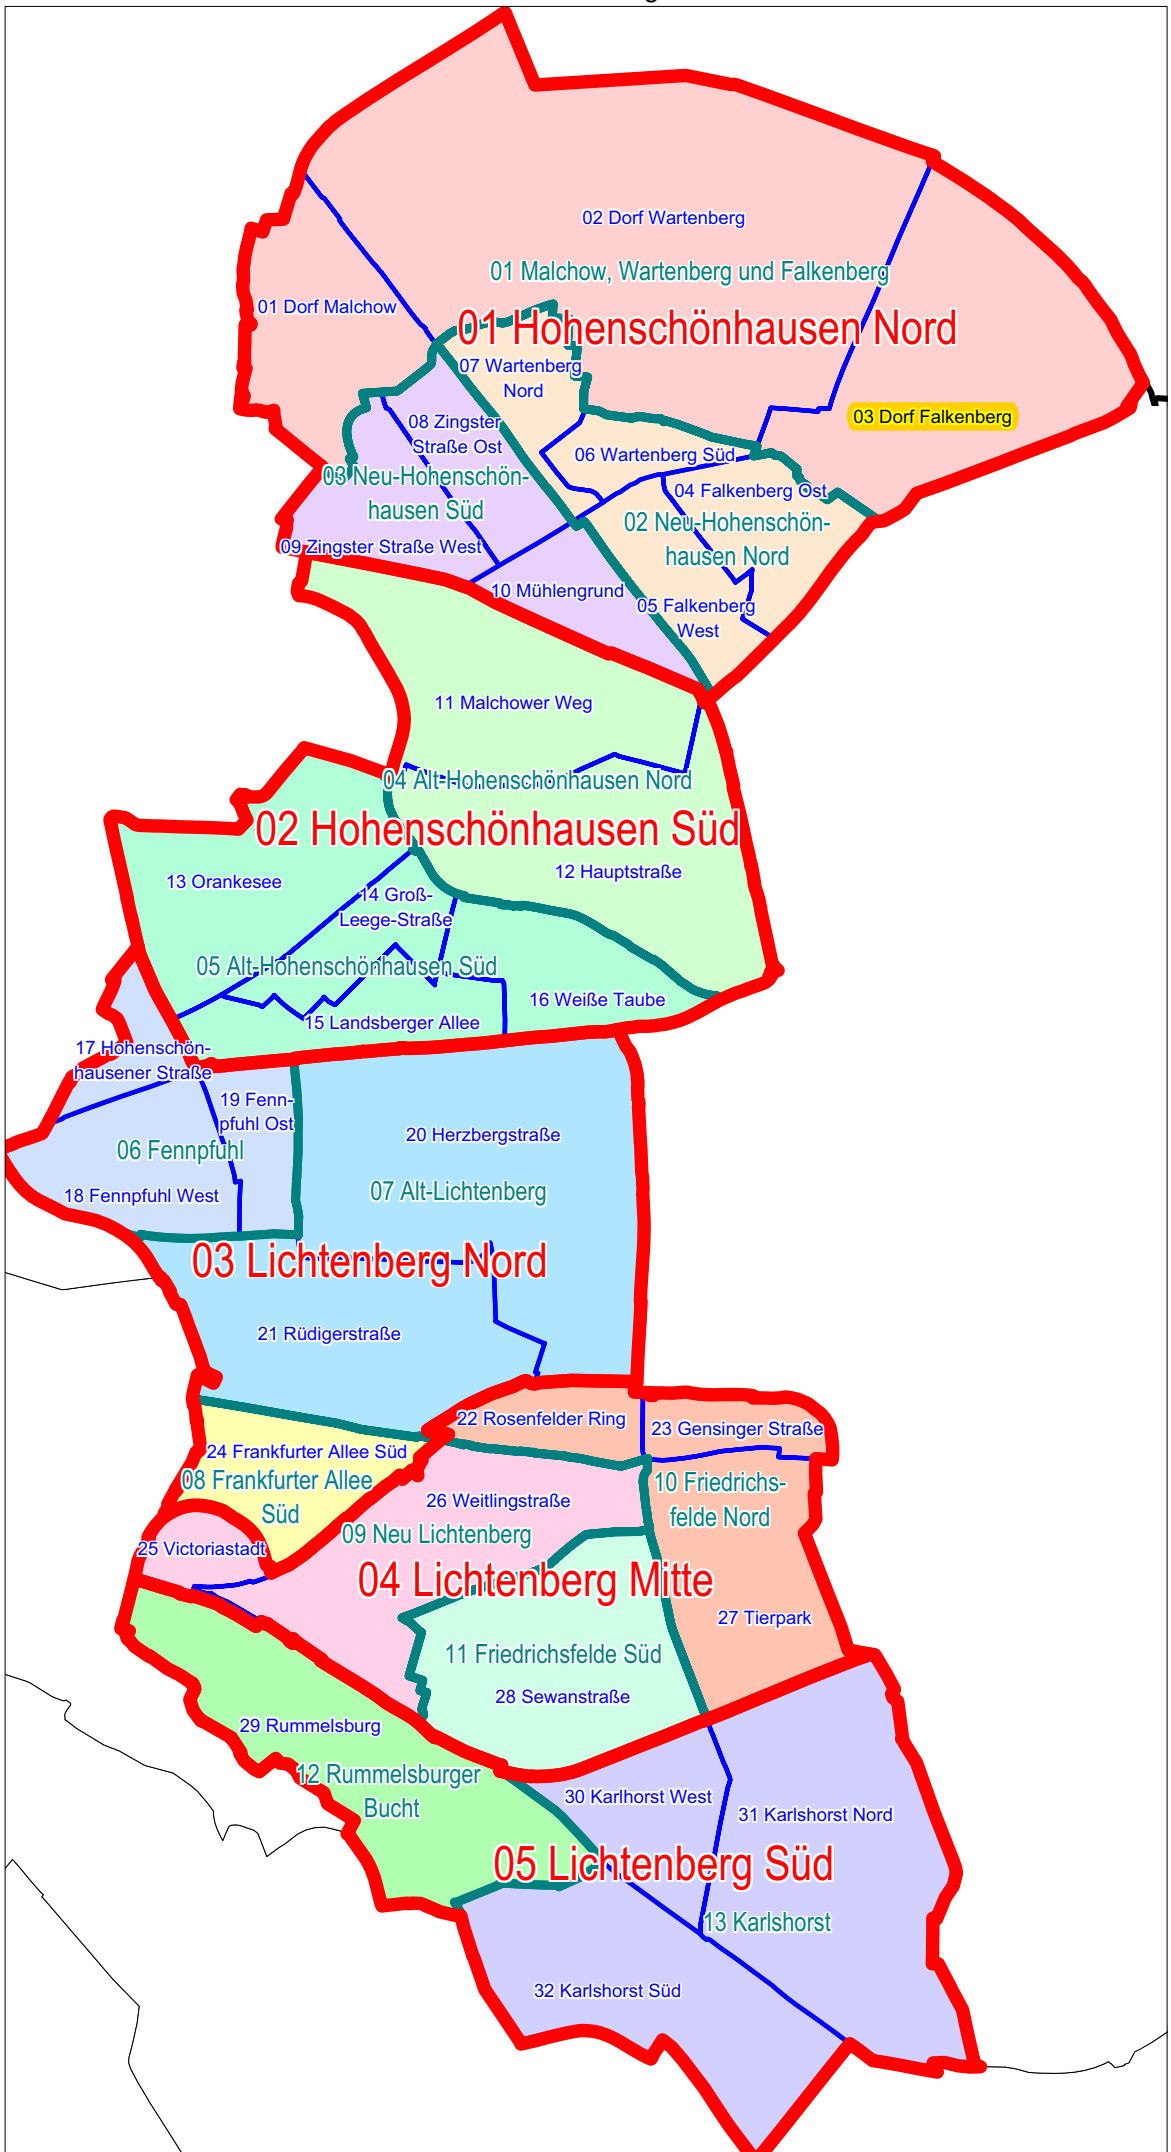 02 Dorf Wartenberg
01 Malchow, Wartenberg und Falkenberg
01 Dorf Malchow
01 Hohenschönhausen Nord
07 Wartenberg
Nord
03 Dorf Falkenberg
08 Zingster
Straße Ost
06 Wartenberg Süd
03 Neu-Hohenschön-
hausen Süd
04 Falkenberg Ost
02 Neu-Hohenschön-
hausen Nord
09 Zingster Straße West
10 Mühlengrund
05 Falkenberg
West
11 Malchower Weg
04 Alt-Hohenschönhausen Nord
02 Hohenschönhausen Süd
12 Hauptstraße
13 Orankesee
14 Groß-
Leege-Straße
05 Alt-Hohenschönhausen Süd
16 Weiße Taube
15 Landsberger Allee
17 Hohenschön-
hausener Straße
19 Fenn-
pfuhl Ost
20 Herzbergstraße
06 Fennpfuhl
18 Fennpfuhl West
07 Alt-Lichtenberg
03 Lichtenberg Nord
21 Rüdigerstraße
22 Rosenfelder Ring
23 Gensinger Straße
24 Frankfurter Allee Süd
08 Frankfurter Allee
Süd
10 Friedrichs-
felde Nord
26 Weitlingstraße
09 Neu Lichtenberg
25 Victoriastadt
04 Lichtenberg Mitte
27 Tierpark
11 Friedrichsfelde Süd
28 Sewanstraße
29 Rummelsburg
12 Rummelsburger
Bucht
30 Karlhorst West
31 Karlshorst Nord
05 Lichtenberg Süd
13 Karlshorst
32 Karlshorst Süd